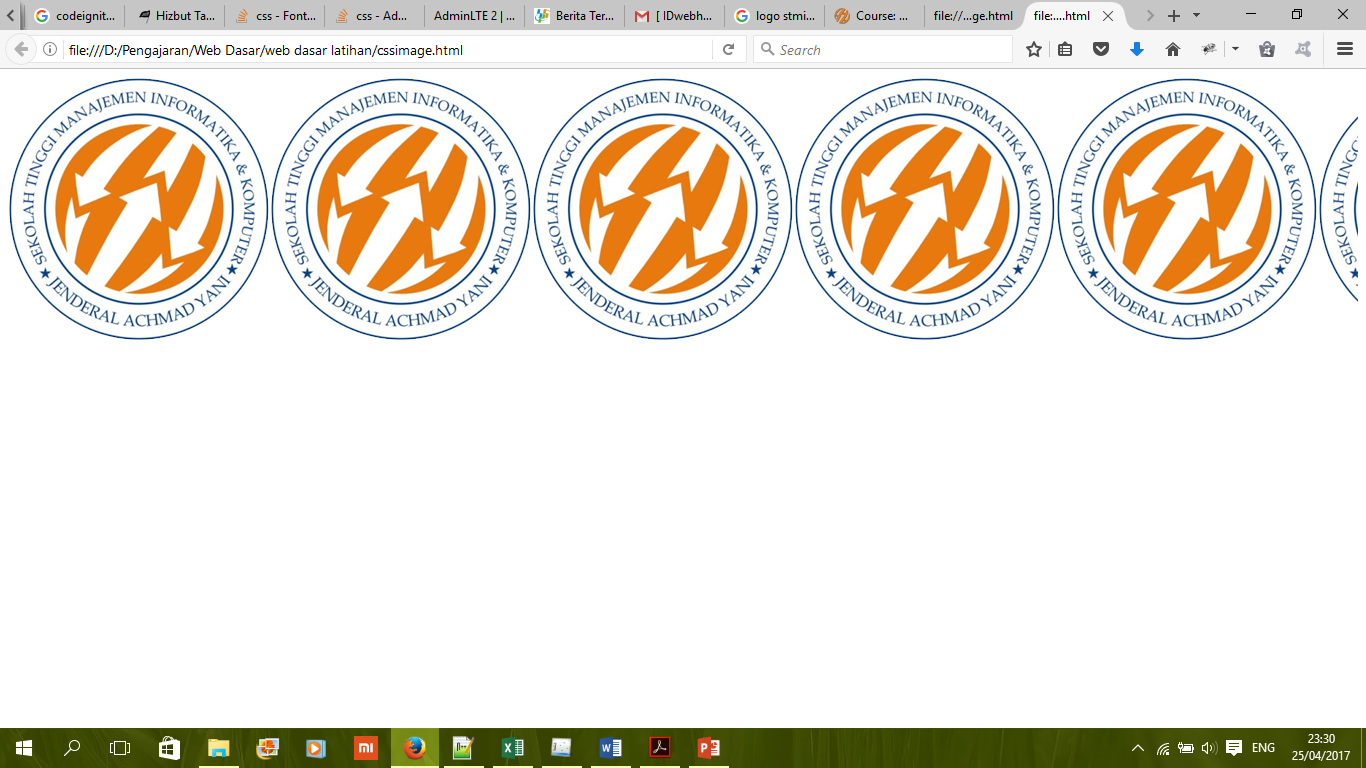 codeignit...
Hizbut Ta...
css - Font...
css - Ad...
AdminLTE 2 | ...
Berita Ter...
[ IDwebh...
logo stmi...
Course: ...
file://...ge.html
file:....html
file:///D:/Pengajaran/Web Dasar/web dasar latihan/cssimage.html
Search
SEKOLAH TINGGI MANAJEMEN INFORMATIKA & KOMPUTER
★ JENDERAL ACHMAD YANI ★
SEKOLAH TINGGI MANAJEMEN INFORMATIKA & KOMPUTER
★ JENDERAL ACHMAD YANI ★
SEKOLAH TINGGI MANAJEMEN INFORMATIKA & KOMPUTER
★ JENDERAL ACHMAD YANI ★
SEKOLAH TINGGI MANAJEMEN INFORMATIKA & KOMPUTER
★ JENDERAL ACHMAD YANI ★
SEKOLAH TINGGI MANAJEMEN INFORMATIKA & KOMPUTER
★ JENDERAL ACHMAD YANI ★
SEKOLAH TI
mi
ENG
23:30
25/04/2017